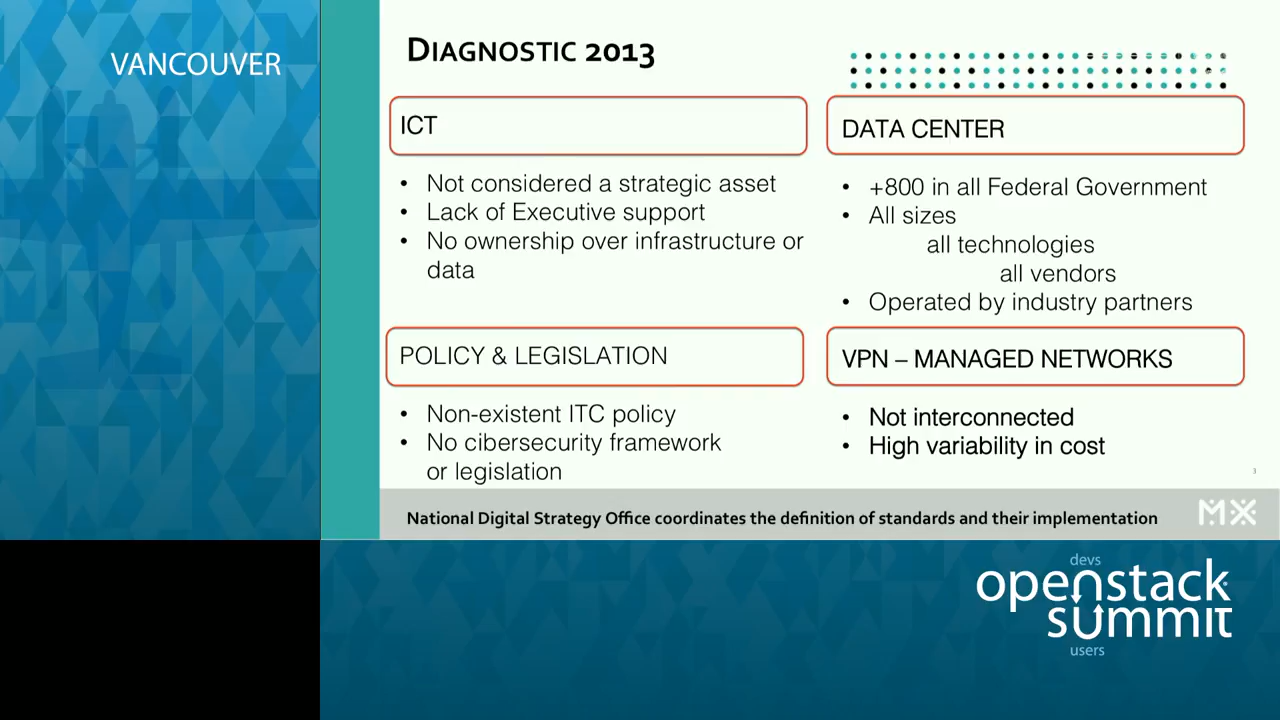 VANCOUVER
DIAGNOSTIC 2013
ICT
• Not considered a strategic asset
• Lack of Executive support
• No ownership over infrastructure or
data
DATA CENTER
• +800 in all Federal Government
• All sizes
all technologies
all vendors
• Operated by industry partners
POLICY & LEGISLATION
• Non-existent ITC policy
• No cibersecurity framework
or legislation
VPN – MANAGED NETWORKS
• Not interconnected
• High variability in cost
3
National Digital Strategy Office coordinates the definition of standards and their implementation
MX
devs
openstack
summit
users